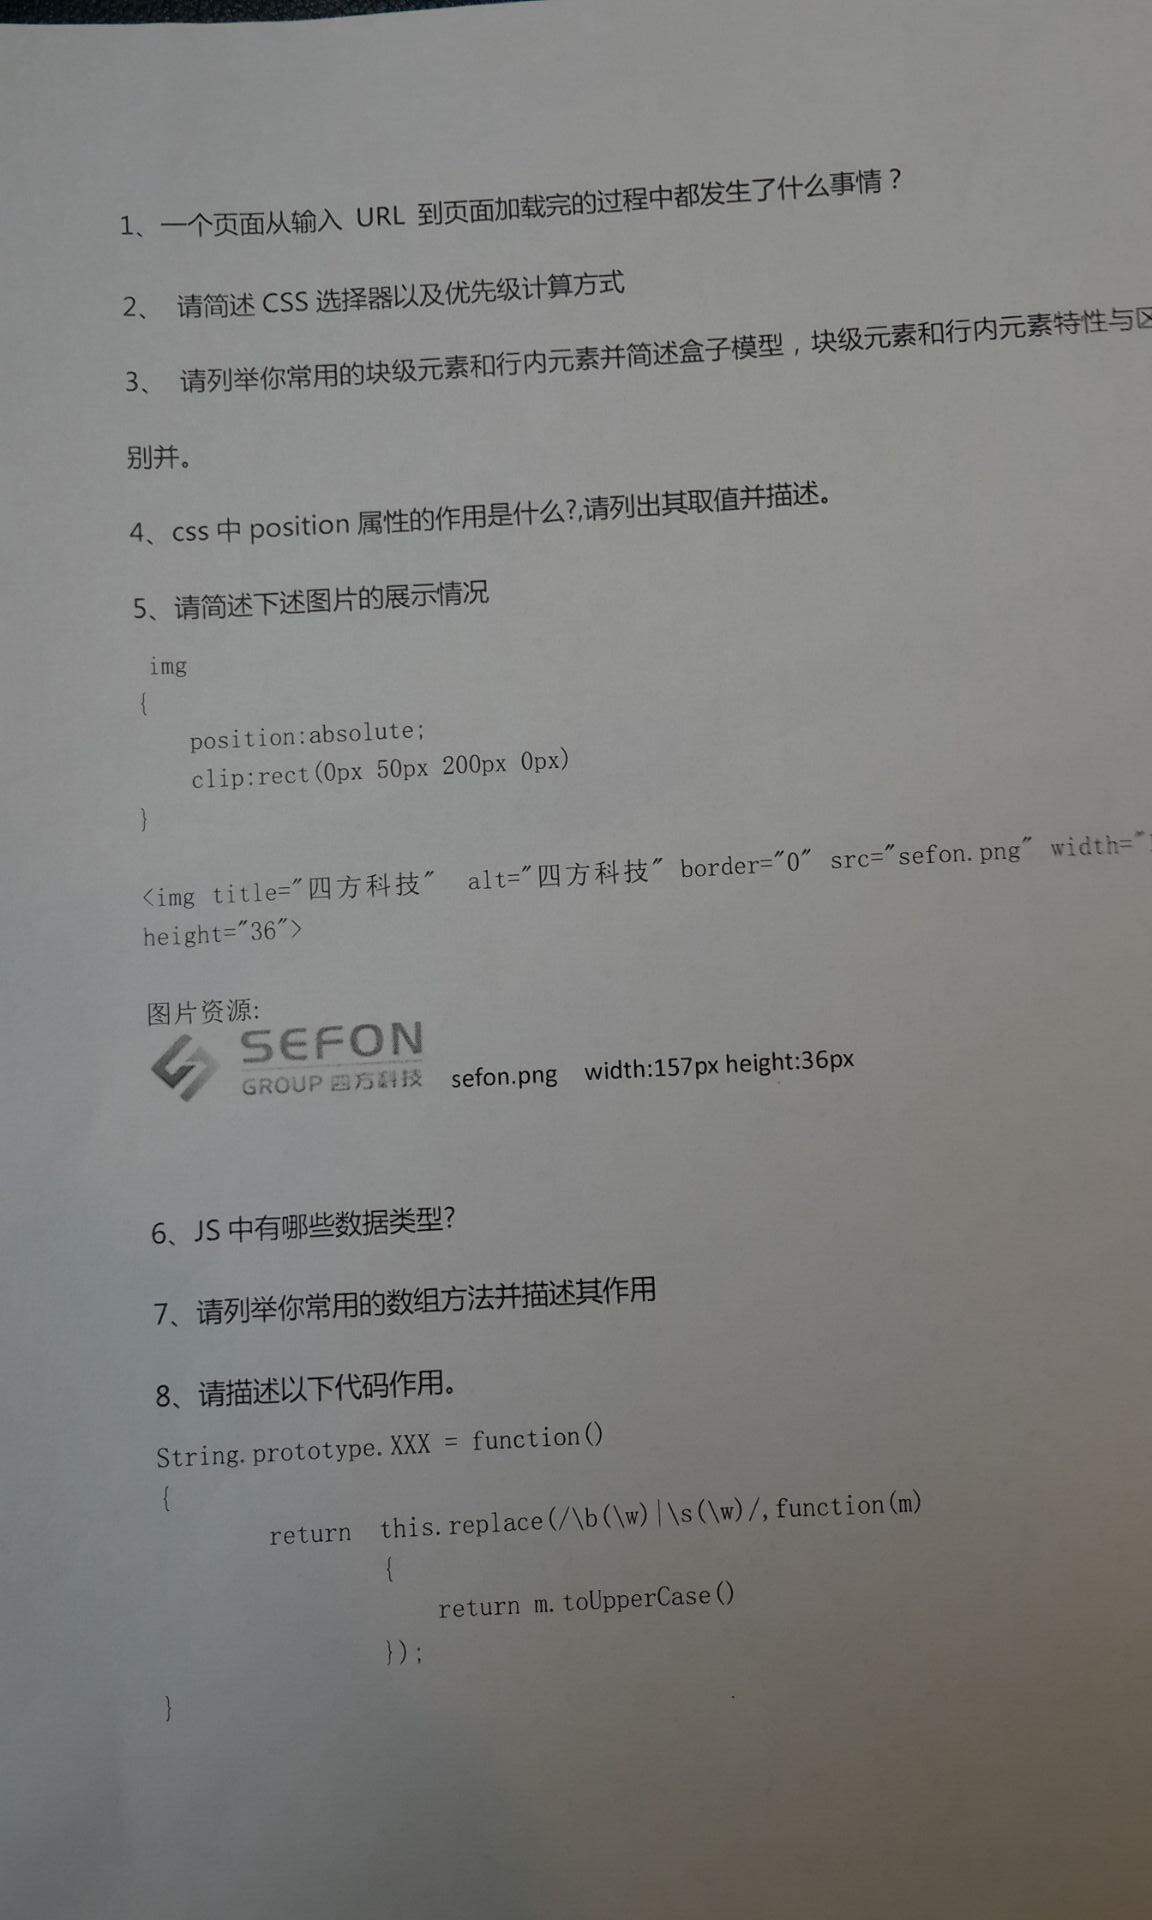 1、一个页面从输入 URL 到页面加载完的过程中都发生了什么事情？
2、 请简述 CSS 选择器以及优先级计算方式
3、 请列举你常用的块级元素和行内元素并简述盒子模型，块级元素和行内元素特性与区
别并。
4、css 中 position 属性的作用是什么?,请列出其取值并描述。
5、请简述下述图片的展示情况
img
{
position:absolute;
clip:rect(0px 50px 200px 0px)
}
<img title="四方科技" alt="四方科技" border="0" src="sefon.png" width="
height="36">
图片资源:
SEFON
GROUP 四方科技 sefon.png width:157px height:36px
6、JS 中有哪些数据类型?
7、请列举你常用的数组方法并描述其作用
8、请描述以下代码作用。
String.prototype.XXX = function()
{
return this.replace(/\b(\w)|\s(\w)/,function(m)
{
return m.toUpperCase()
});
}